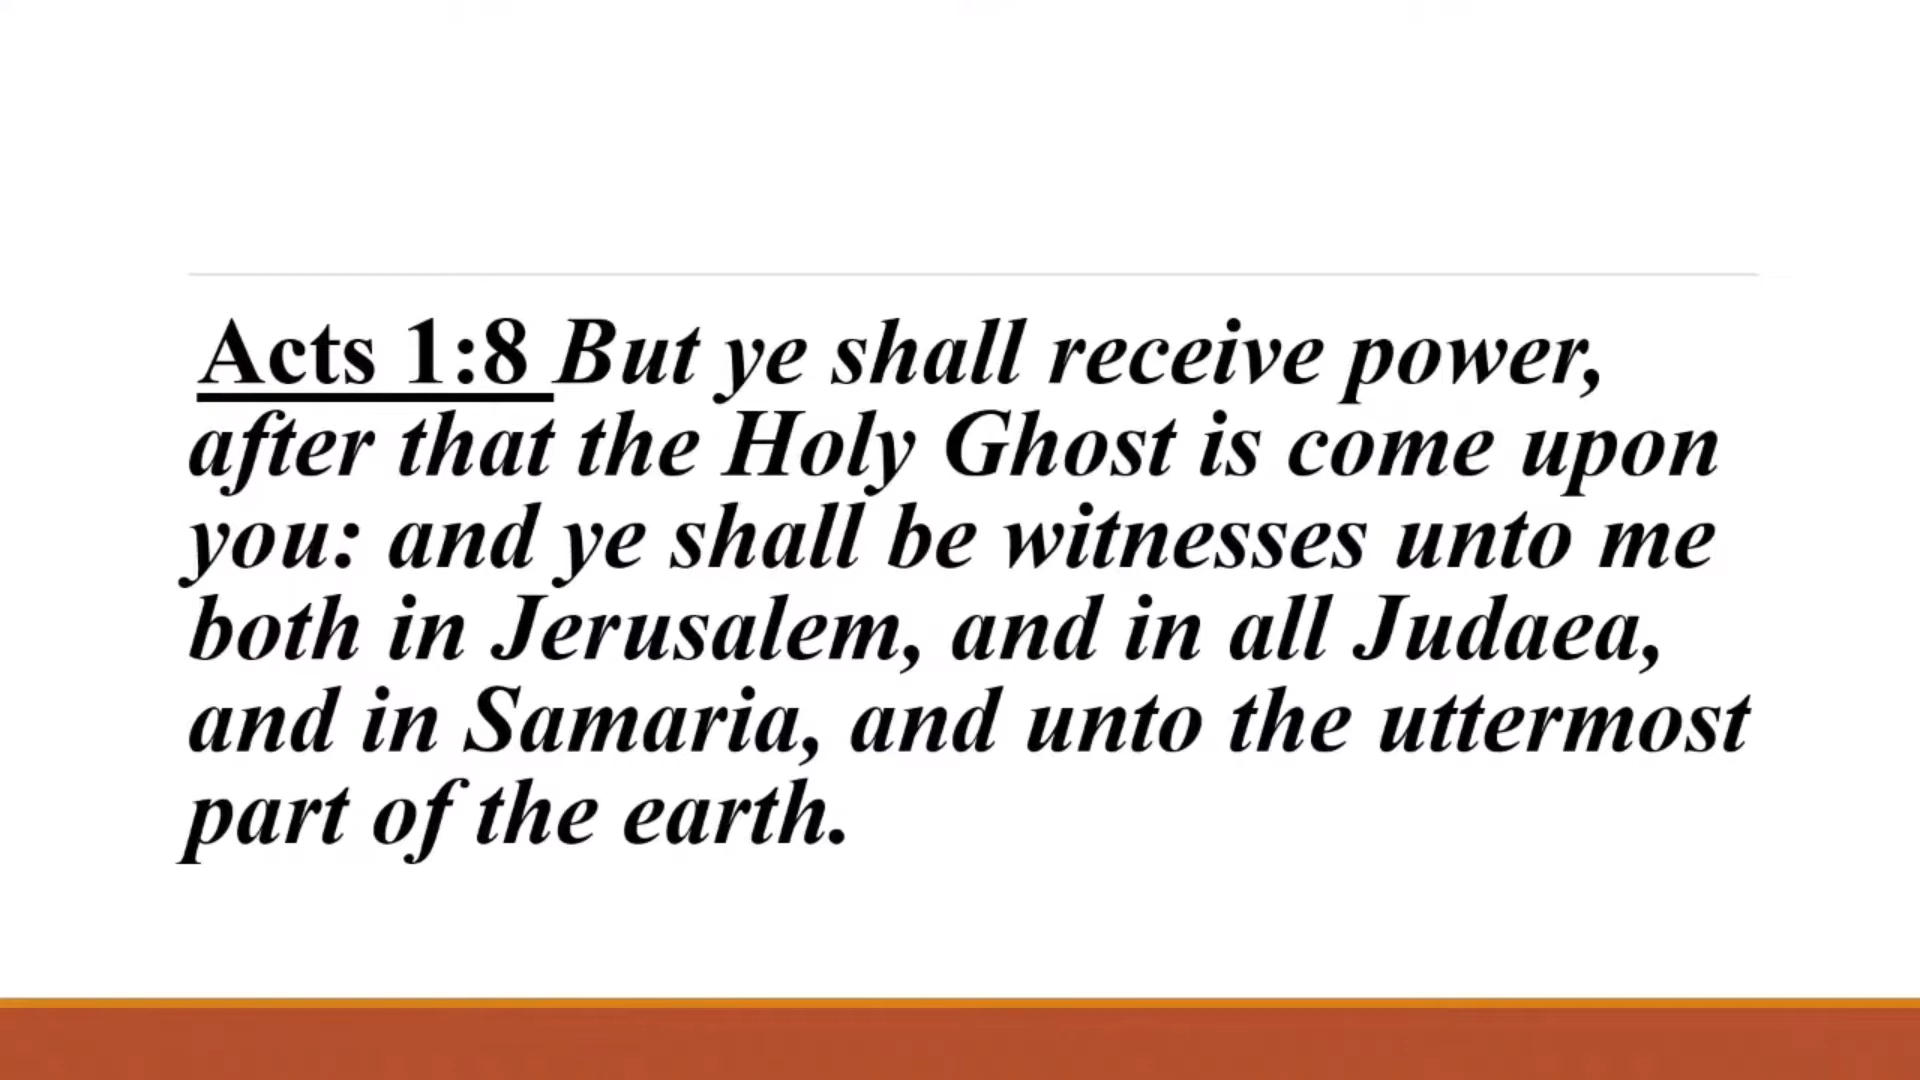 Acts 1:8 But ye shall receive power,
after that the Holy Ghost is come upon
you: and ye shall be witnesses unto me
both in Jerusalem, and in all Judaea,
and in Samaria, and unto the uttermost
part of the earth.